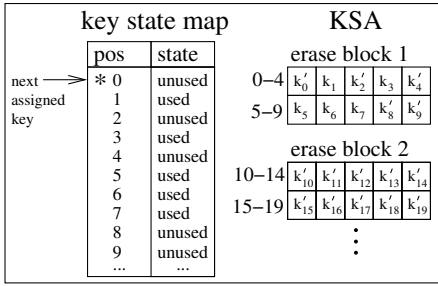 key state map
KSA
pos state
next assigned key
* 0 unused
1 used
2 unused
3 used
4 unused
5 used
6 used
7 used
8 unused
9 unused
... ...
erase block 1
0–4 k′₀ k₁ k′₂ k₃ k′₄
5–9 k₅ k₆ k₇ k′₈ k′₉
erase block 2
10–14 k′₁₀ k′₁₁ k′₁₂ k′₁₃ k′₁₄
15–19 k′₁₅ k′₁₆ k′₁₇ k′₁₈ k′₁₉
⋮